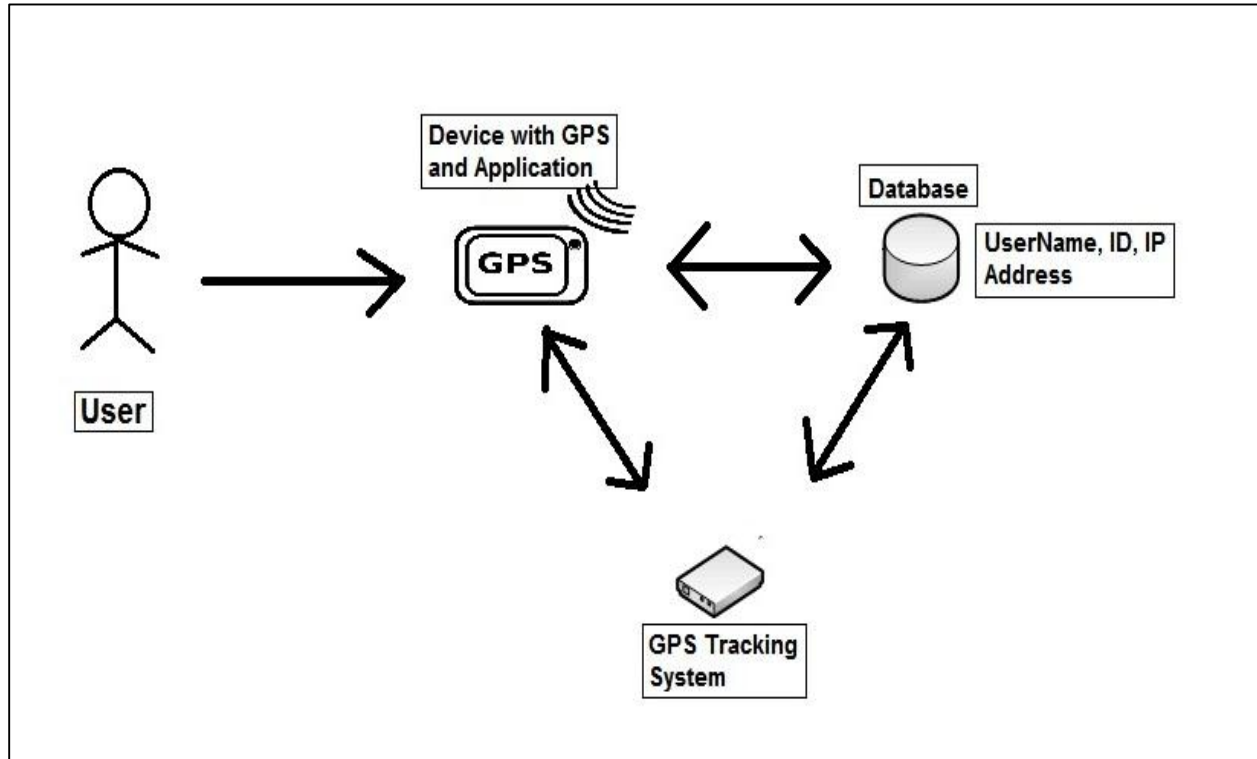 Device with GPS
and Application
GPS
Database
UserName, ID, IP
Address
User
GPS Tracking
System